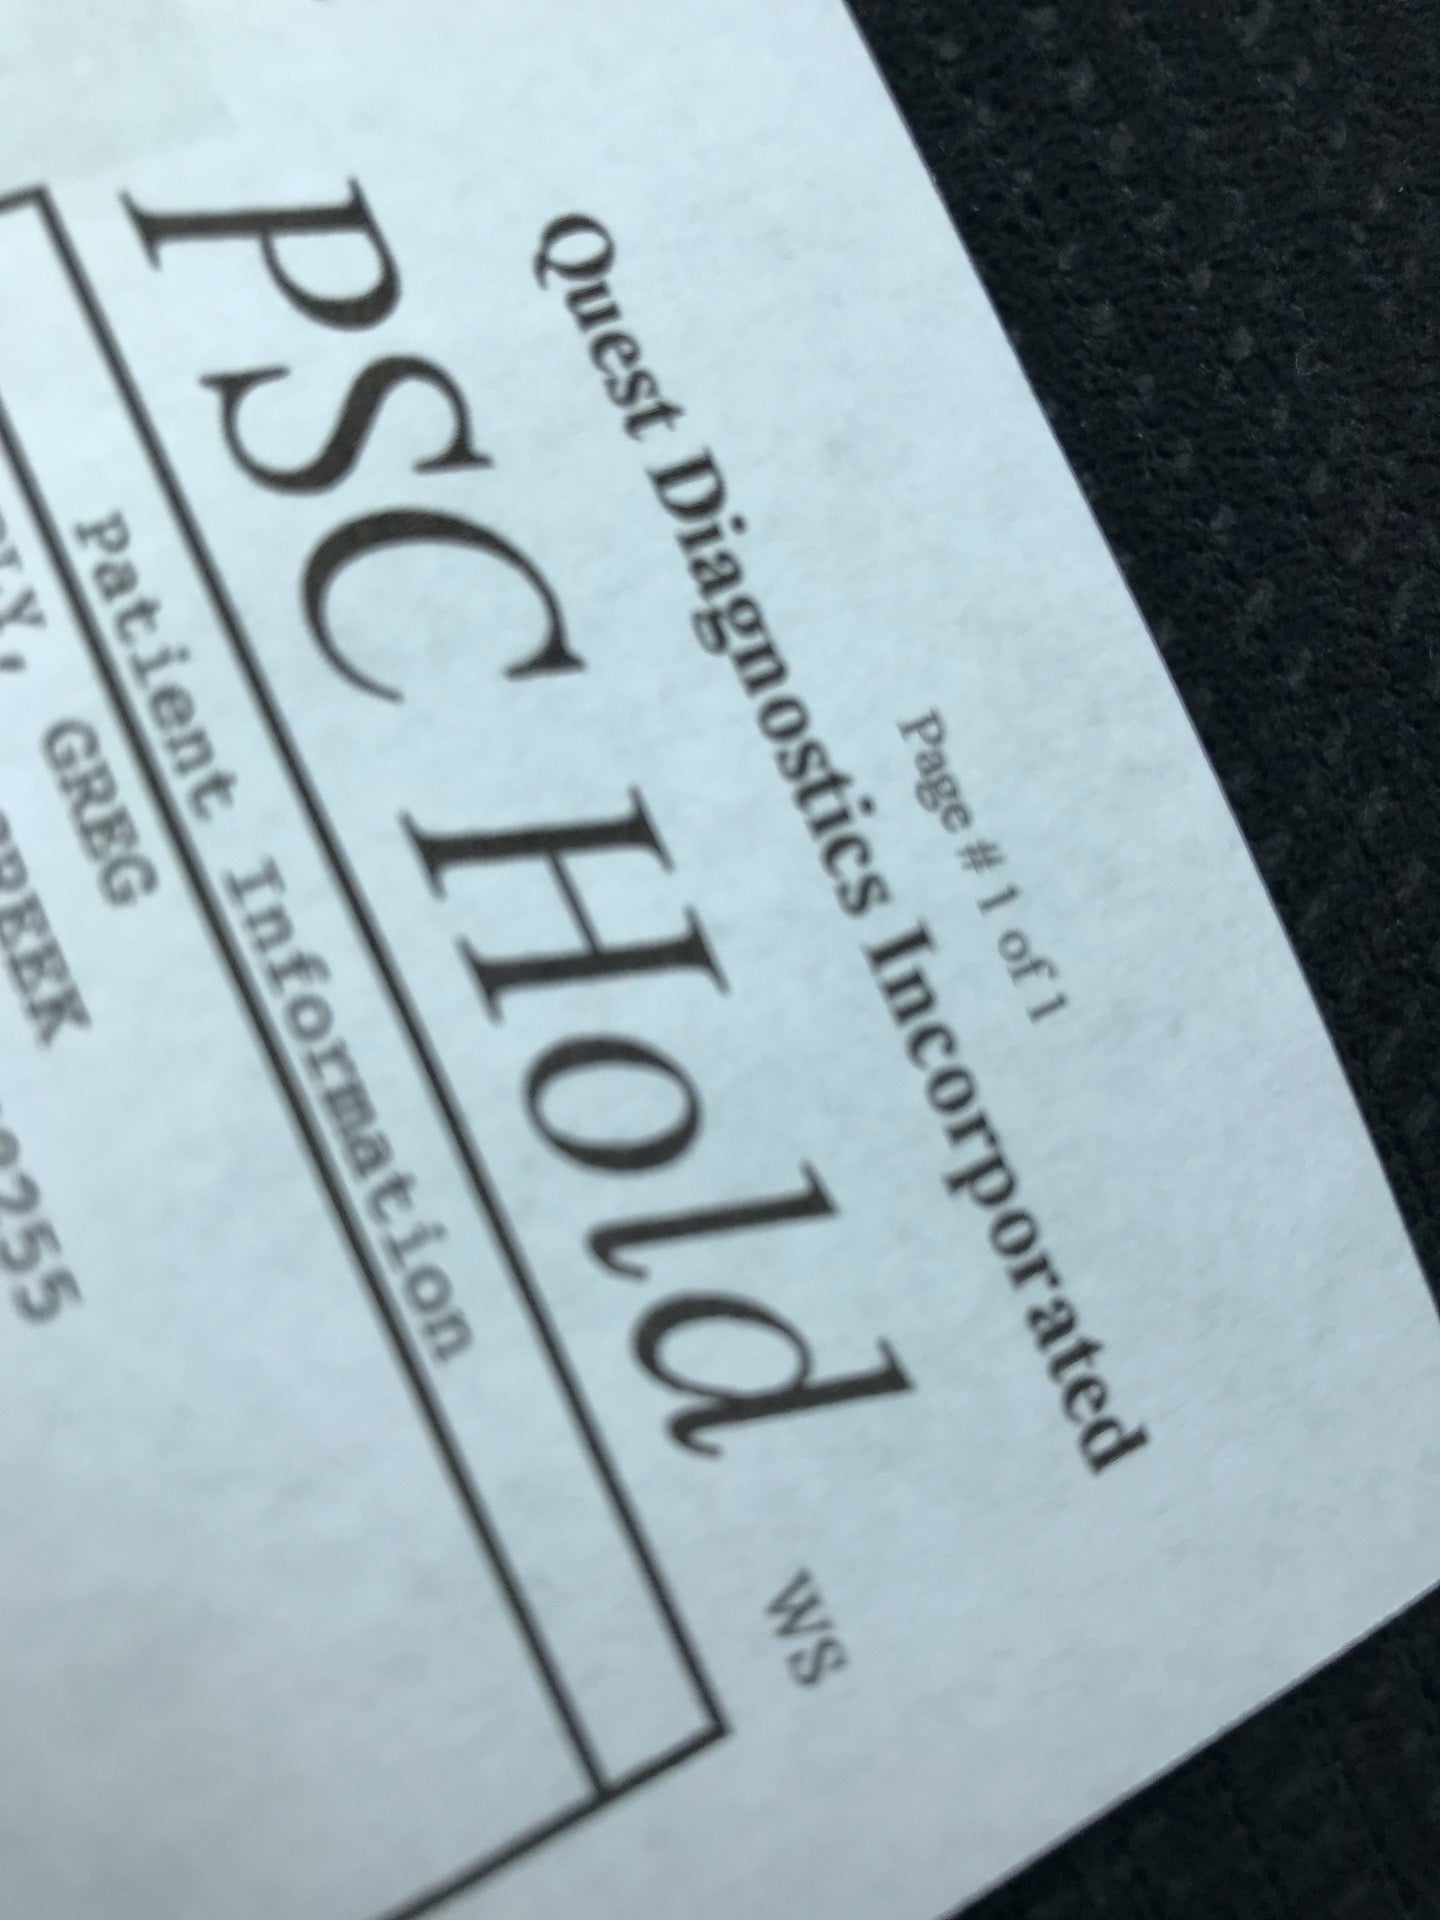 Page # 1 of 1
Quest Diagnostics Incorporated
PSC Hold WS
Patient Information
GREG